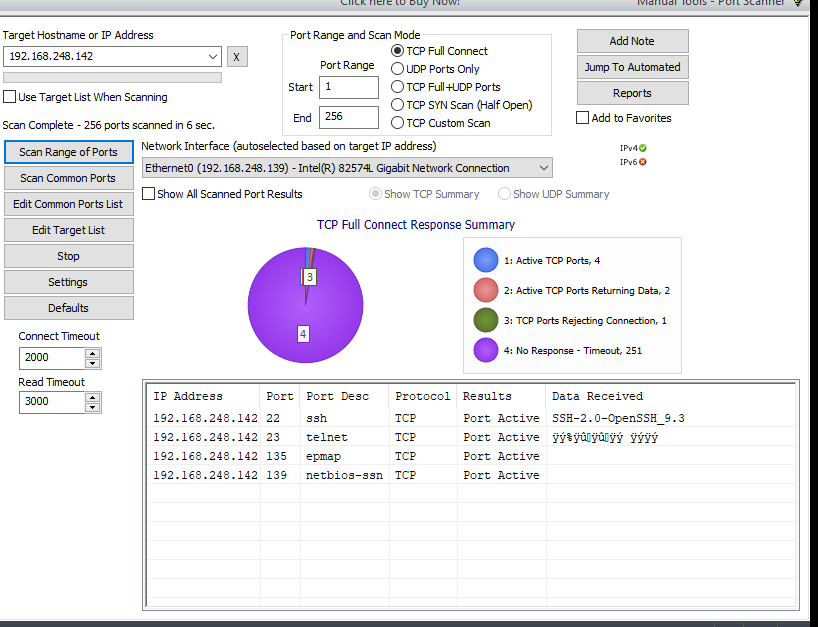 Click here to Buy Now!
Manual Tools - Port Scanner
Target Hostname or IP Address
192.168.248.142
X
Use Target List When Scanning
Scan Complete - 256 ports scanned in 6 sec.
Port Range and Scan Mode
Port Range
Start 1
End 256
TCP Full Connect
UDP Ports Only
TCP Full+UDP Ports
TCP SYN Scan (Half Open)
TCP Custom Scan
Add Note
Jump To Automated
Reports
Add to Favorites
Scan Range of Ports
Scan Common Ports
Edit Common Ports List
Edit Target List
Stop
Settings
Defaults
Connect Timeout
2000
Read Timeout
3000
Network Interface (autoselected based on target IP address)
Ethernet0 (192.168.248.139) - Intel(R) 82574L Gigabit Network Connection
IPv4
IPv6
Show All Scanned Port Results
Show TCP Summary
Show UDP Summary
TCP Full Connect Response Summary
3
4
1: Active TCP Ports, 4
2: Active TCP Ports Returning Data, 2
3: TCP Ports Rejecting Connection, 1
4: No Response - Timeout, 251
IP Address Port Port Desc Protocol Results Data Received
192.168.248.142 22 ssh TCP Port Active SSH-2.0-OpenSSH_9.3
192.168.248.142 23 telnet TCP Port Active
192.168.248.142 135 epmap TCP Port Active
192.168.248.142 139 netbios-ssn TCP Port Active